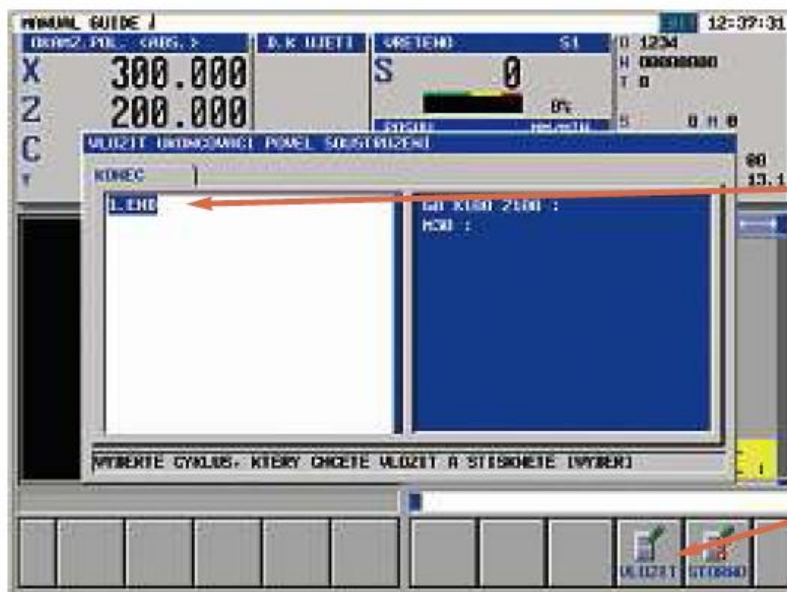 MANUAL GUIDE i
12:37:31
OKAMZ.POL. <ABS.>
D.K UJETI
VRETENO S1
O 1234
N 00000000
T 0
X 300.000
Z 200.000
C
S 0
0%
VLOZIT UKONCOVACI POVEL SOUSTRUZENI
KONEC
1.END
G0 X100 Z100 ;
M30 ;
VYBERTE CYKLUS, KTERY CHCETE VLOZIT A STISKNETE [VYBER]
VLOZIT
STORNO